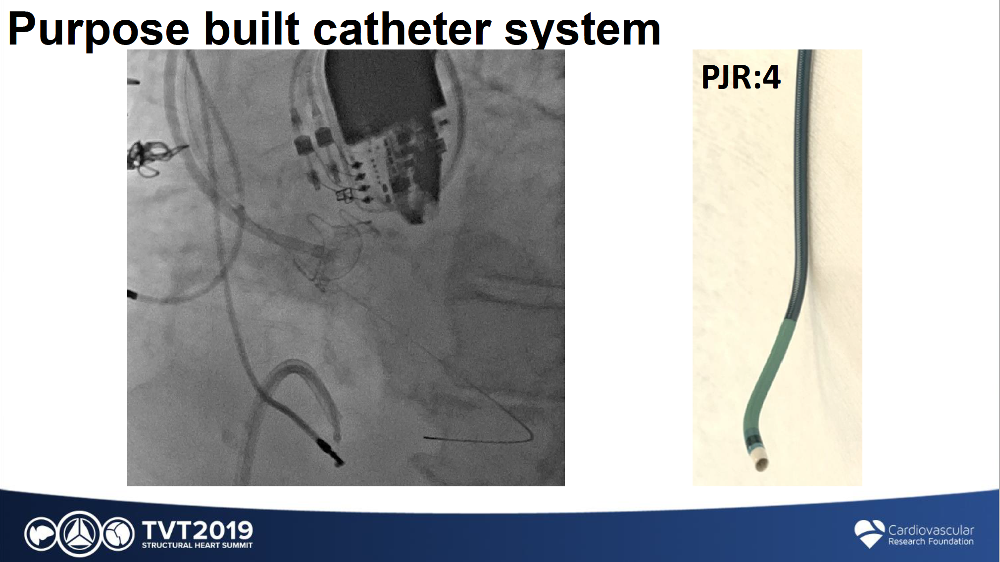 Purpose built catheter system
PJR:4
TVT2019
STRUCTURAL HEART SUMMIT
Cardiovascular
Research Foundation